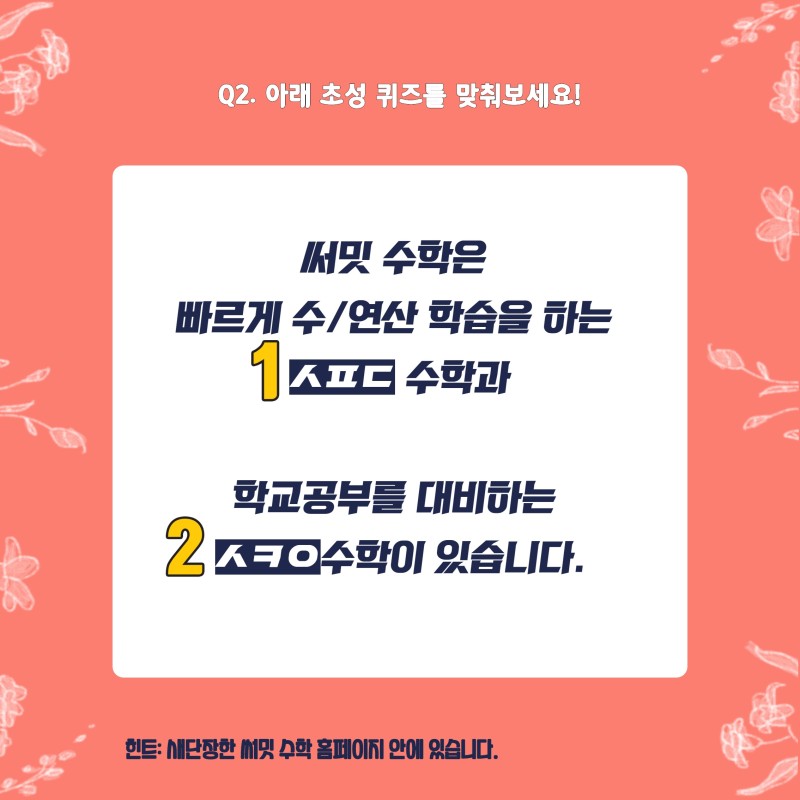 Q2. 아래 초성 퀴즈를 맞춰보세요!
써밋 수학은
빠르게 수/연산 학습을 하는
1 ㅅㅍㄷ 수학과
학교공부를 대비하는
2 ㅅㅋㅇ수학이 있습니다.
힌트: 새단장한 써밋 수학 홈페이지 안에 있습니다.